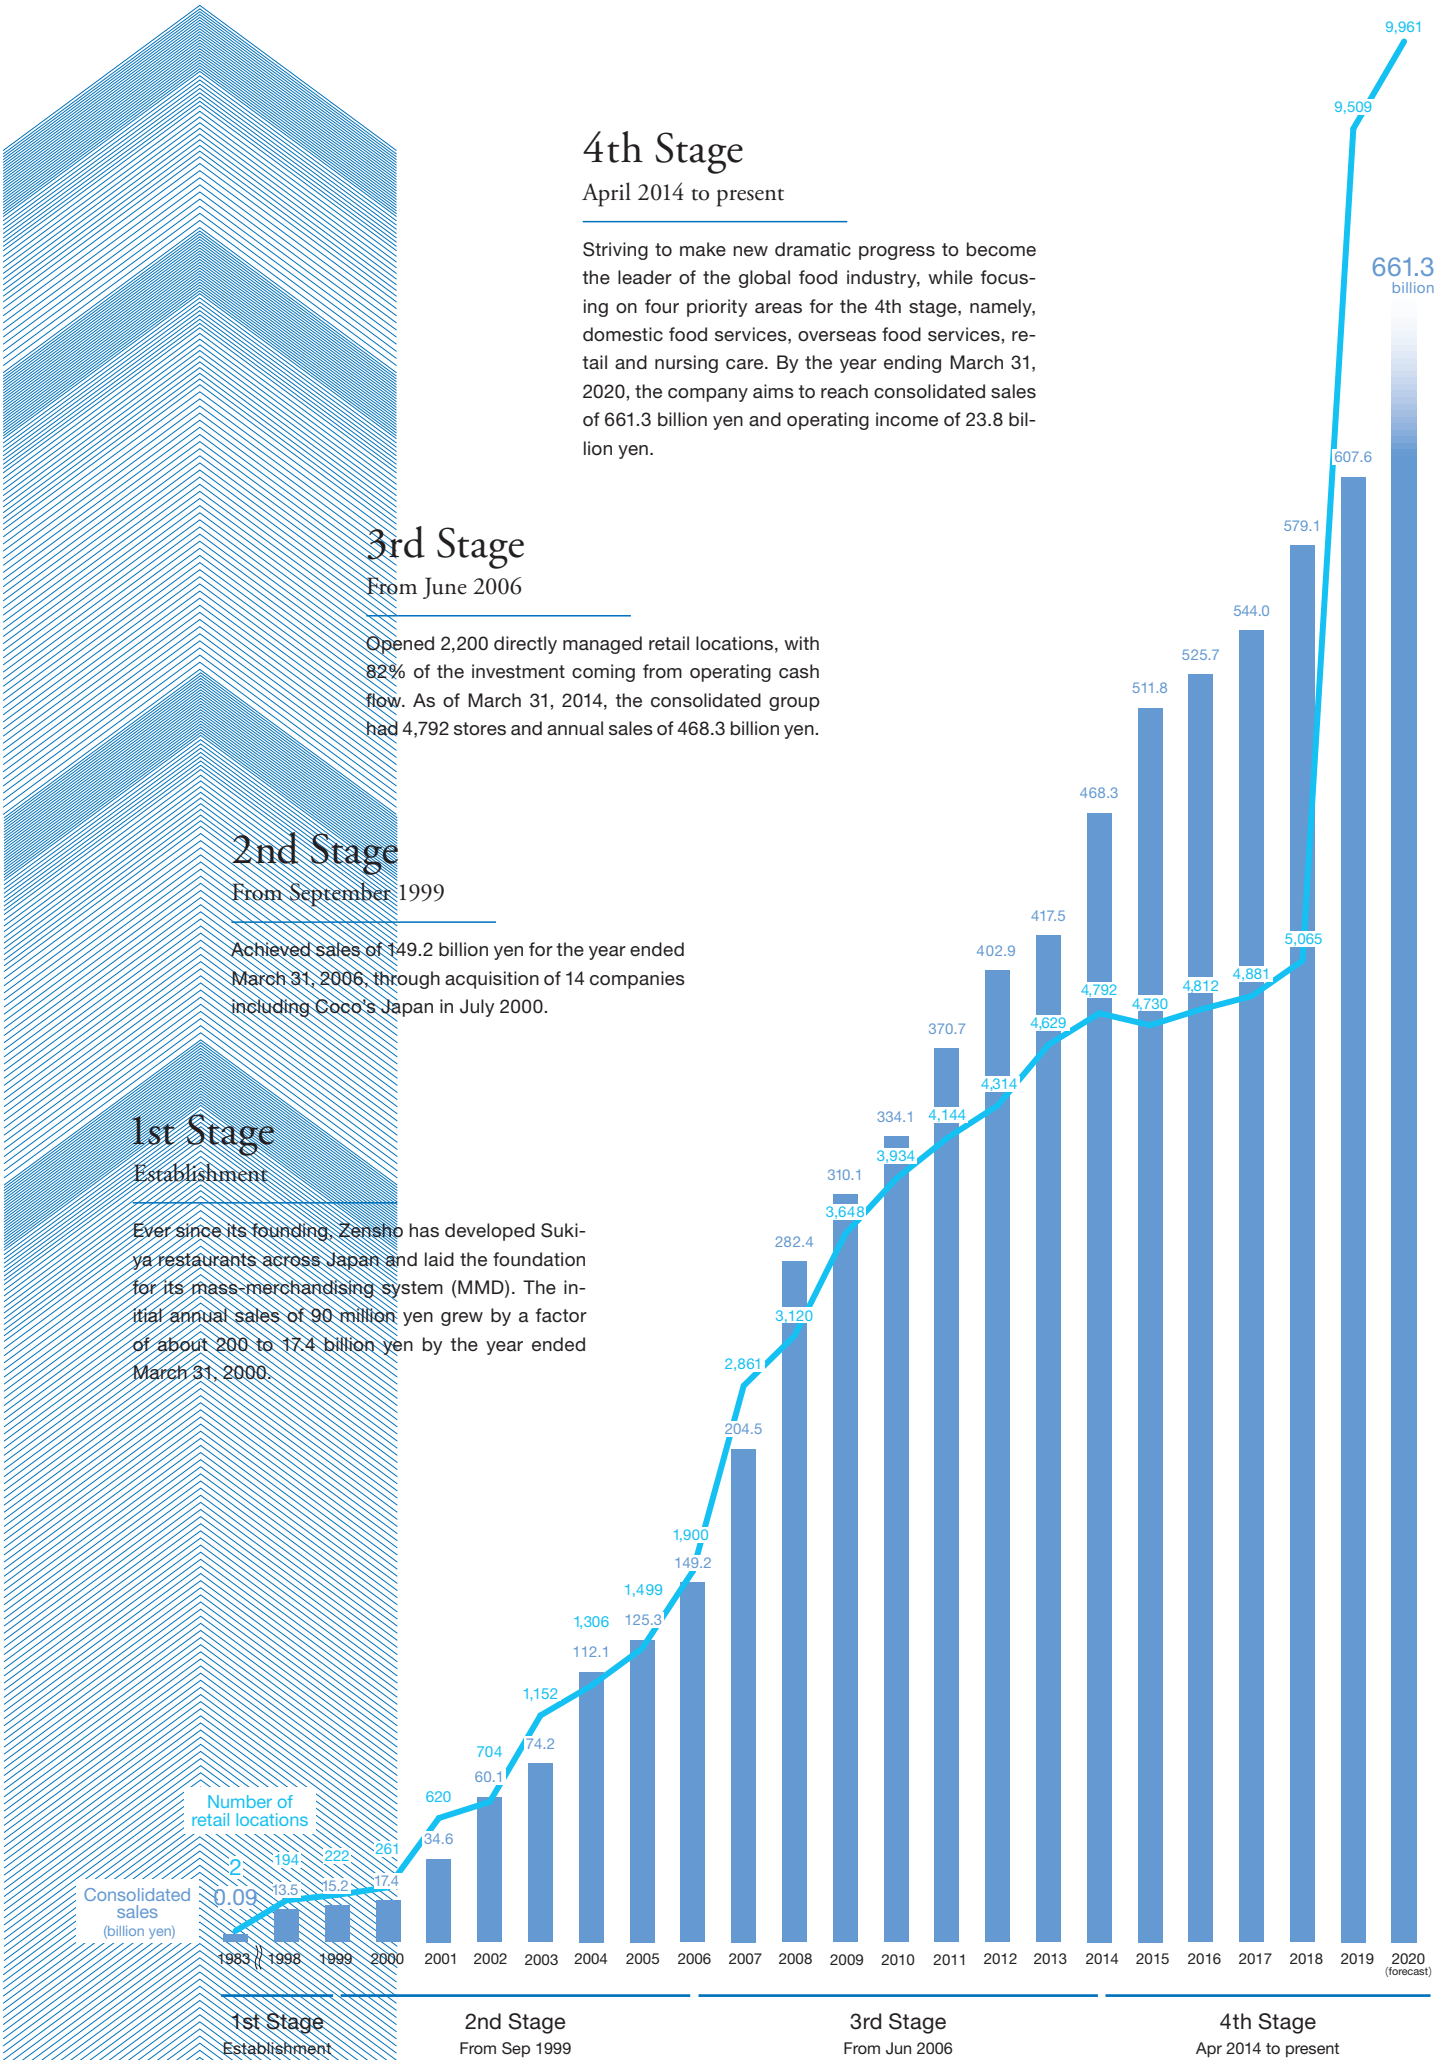 9,961
9,509
4th Stage
April 2014 to present
Striving to make new dramatic progress to become
the leader of the global food industry, while focus-
ing on four priority areas for the 4th stage, namely,
domestic food services, overseas food services, re-
tail and nursing care. By the year ending March 31,
2020, the company aims to reach consolidated sales
of 661.3 billion yen and operating income of 23.8 bil-
lion yen.
661.3
billion
607.6
579.1
544.0
525.7
511.8
468.3
417.5
402.9
370.7
334.1
310.1
282.4
204.5
149.2
125.3
112.1
74.2
60.1
34.6
17.4
15.2
13.5
0.09
3rd Stage
From June 2006
Opened 2,200 directly managed retail locations, with
82% of the investment coming from operating cash
flow. As of March 31, 2014, the consolidated group
had 4,792 stores and annual sales of 468.3 billion yen.
2nd Stage
From September 1999
Achieved sales of 149.2 billion yen for the year ended
March 31, 2006, through acquisition of 14 companies
including Coco's Japan in July 2000.
1st Stage
Establishment
Ever since its founding, Zensho has developed Suki-
ya restaurants across Japan and laid the foundation
for its mass-merchandising system (MMD). The in-
itial annual sales of 90 million yen grew by a factor
of about 200 to 17.4 billion yen by the year ended
March 31, 2000.
5,065
4,881
4,812
4,730
4,792
4,629
4,314
4,144
3,934
3,648
3,120
2,861
1,900
1,499
1,306
1,152
704
620
261
222
194
2
Number of
retail locations
Consolidated
sales
(billion yen)
1983 1998 1999 2000 2001 2002 2003 2004 2005 2006 2007 2008 2009 2010 2011 2012 2013 2014 2015 2016 2017 2018 2019 2020
(forecast)
1st Stage 2nd Stage 3rd Stage 4th Stage
Establishment From Sep 1999 From Jun 2006 Apr 2014 to present